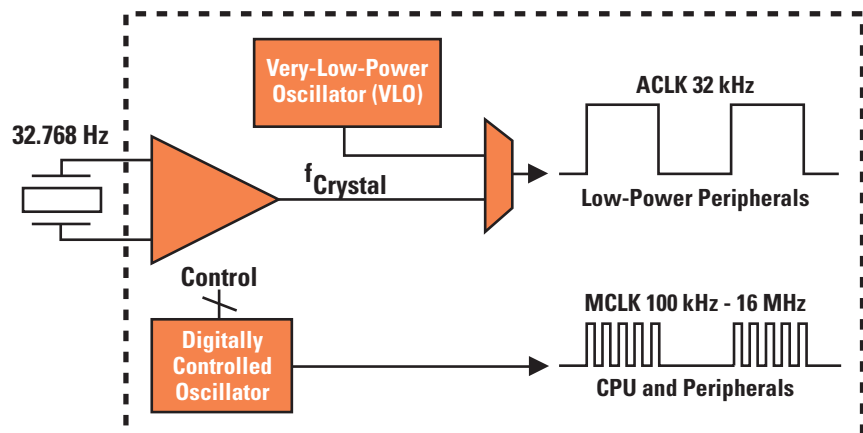 Very-Low-Power
Oscillator (VLO)
ACLK 32 kHz
32.768 Hz
fCrystal
Low-Power Peripherals
Control
MCLK 100 kHz - 16 MHz
Digitally
Controlled
Oscillator
CPU and Peripherals